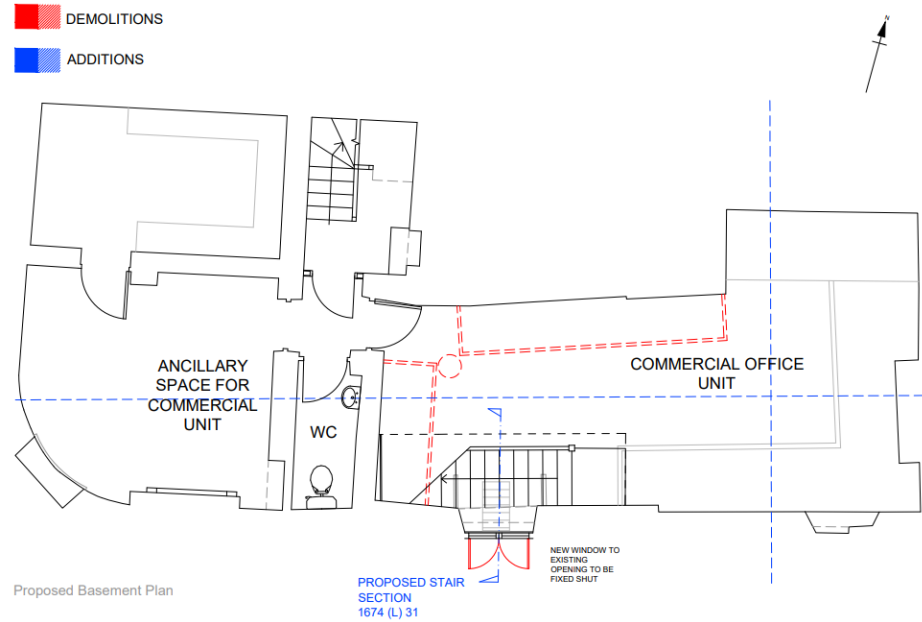 DEMOLITIONS
ADDITIONS
N
ANCILLARY
SPACE FOR
COMMERCIAL
UNIT
WC
COMMERCIAL OFFICE
UNIT
NEW WINDOW TO
EXISTING
OPENING TO BE
FIXED SHUT
PROPOSED STAIR
SECTION
1674 (L) 31
Proposed Basement Plan